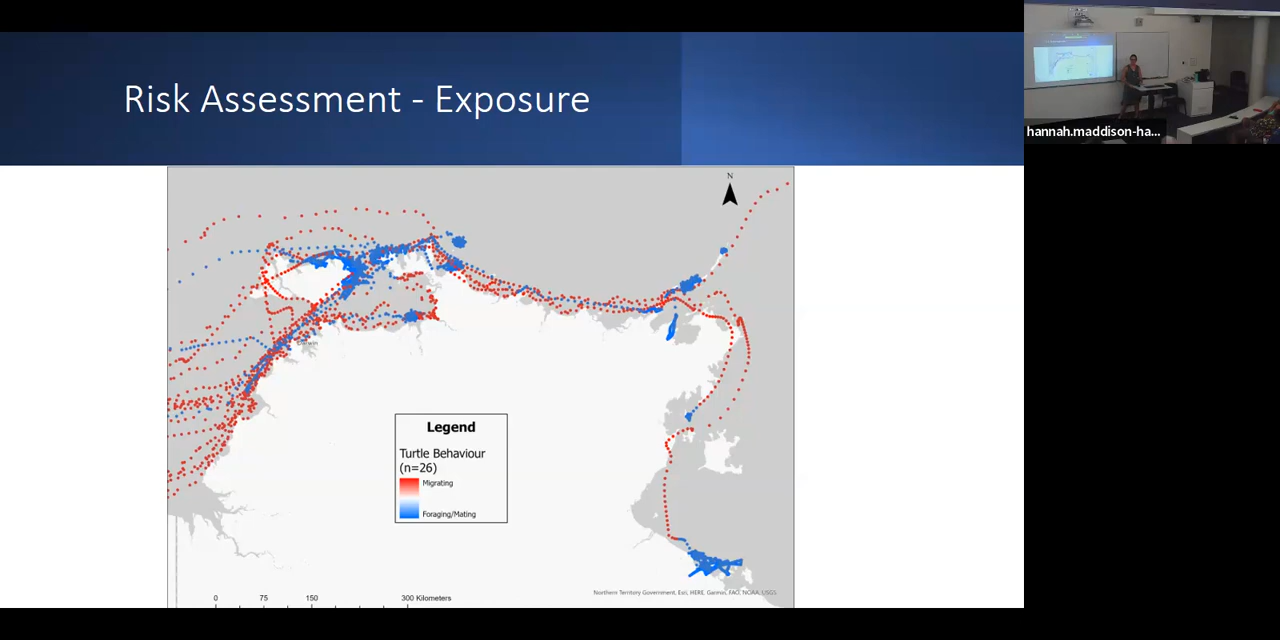 Risk Assessment - Exposure
hannah.maddison-ha...
N
Darwin
Legend
Turtle Behaviour
(n=26)
Migrating
Foraging/Mating
0 75 150 300 Kilometers
Northern Territory Government, Esri, HERE, Garmin, FAO, NOAA, USGS